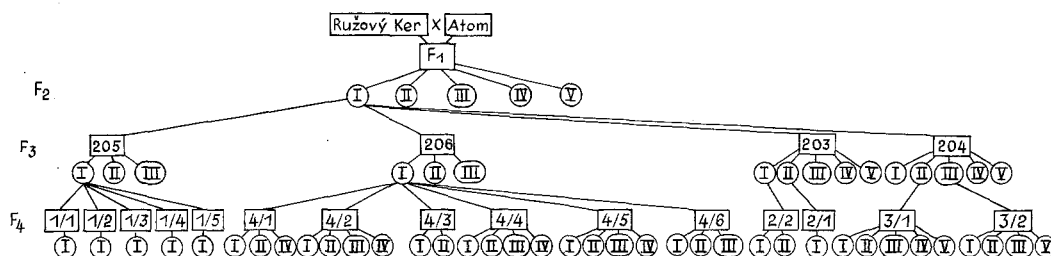 Ružový Ker x Atom
F1
F2 I II III IV V
F3 205 206 203 204
I II III I II III I II III IV V I II III IV V
F4 1/1 1/2 1/3 1/4 1/5 4/1 4/2 4/3 4/4 4/5 4/6 2/2 2/1 3/1 3/2
I I I I I I II IV I II III IV I II I II III IV I II III IV I II III I II I I II III IV V I II III V